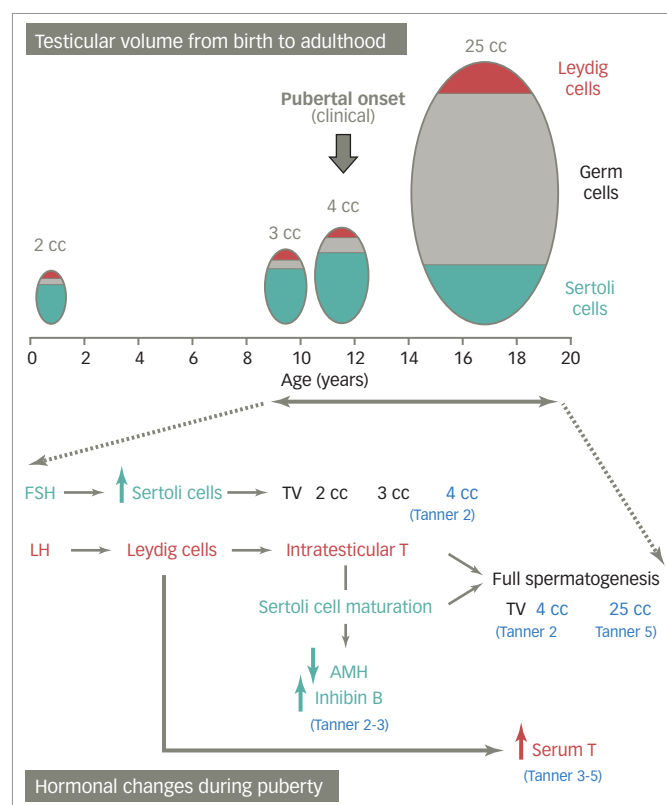 Testicular volume from birth to adulthood
25 cc
Leydig
cells
Pubertal onset
(clinical)
Germ
cells
4 cc
3 cc
2 cc
Sertoli
cells
0 2 4 6 8 10 12 14 16 18 20
Age (years)
FSH Sertoli cells TV 2 cc 3 cc 4 cc
(Tanner 2)
LH Leydig cells Intratesticular T
Full spermatogenesis
Sertoli cell maturation
TV 4 cc 25 cc
(Tanner 2 Tanner 5)
AMH
Inhibin B
(Tanner 2-3)
Serum T
(Tanner 3-5)
Hormonal changes during puberty